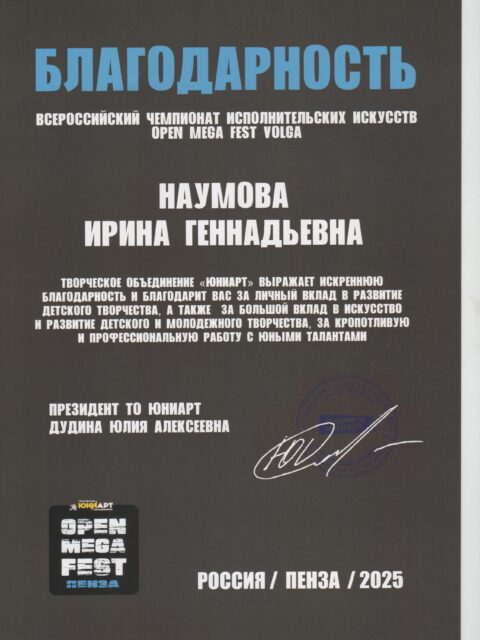 БЛАГОДАРНОСТЬ
ВСЕРОССИЙСКИЙ ЧЕМПИОНАТ ИСПОЛНИТЕЛЬСКИХ ИСКУССТВ
OPEN MEGA FEST VOLGA
НАУМОВА
ИРИНА ГЕННАДЬЕВНА
ТВОРЧЕСКОЕ ОБЪЕДИНЕНИЕ «ЮНИАРТ» ВЫРАЖАЕТ ИСКРЕННЮЮ
БЛАГОДАРНОСТЬ И БЛАГОДАРИТ ВАС ЗА ЛИЧНЫЙ ВКЛАД В РАЗВИТИЕ
ДЕТСКОГО ТВОРЧЕСТВА, А ТАКЖЕ ЗА БОЛЬШОЙ ВКЛАД В ИСКУССТВО
И РАЗВИТИЕ ДЕТСКОГО И МОЛОДЕЖНОГО ТВОРЧЕСТВА, ЗА КРОПОТЛИВУЮ
И ПРОФЕССИОНАЛЬНУЮ РАБОТУ С ЮНЫМИ ТАЛАНТАМИ
ПРЕЗИДЕНТ ТО ЮНИАРТ
ДУДИНА ЮЛИЯ АЛЕКСЕЕВНА
ЮНИАРТ
OPEN
MEGA
FEST
ПЕНЗА
РОССИЯ / ПЕНЗА / 2025